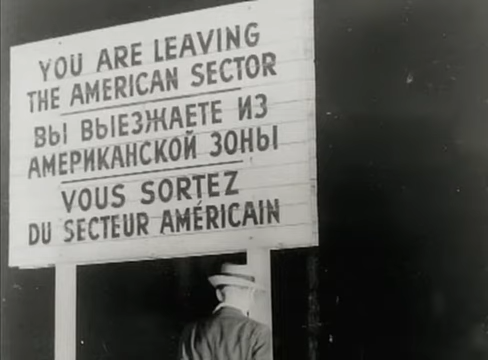 YOU ARE LEAVING
THE AMERICAN SECTOR
ВЫ ВЫЕЗЖАЕТЕ ИЗ
АМЕРИКАНСКОЙ ЗОНЫ
VOUS SORTEZ
DU SECTEUR AMÉRICAIN